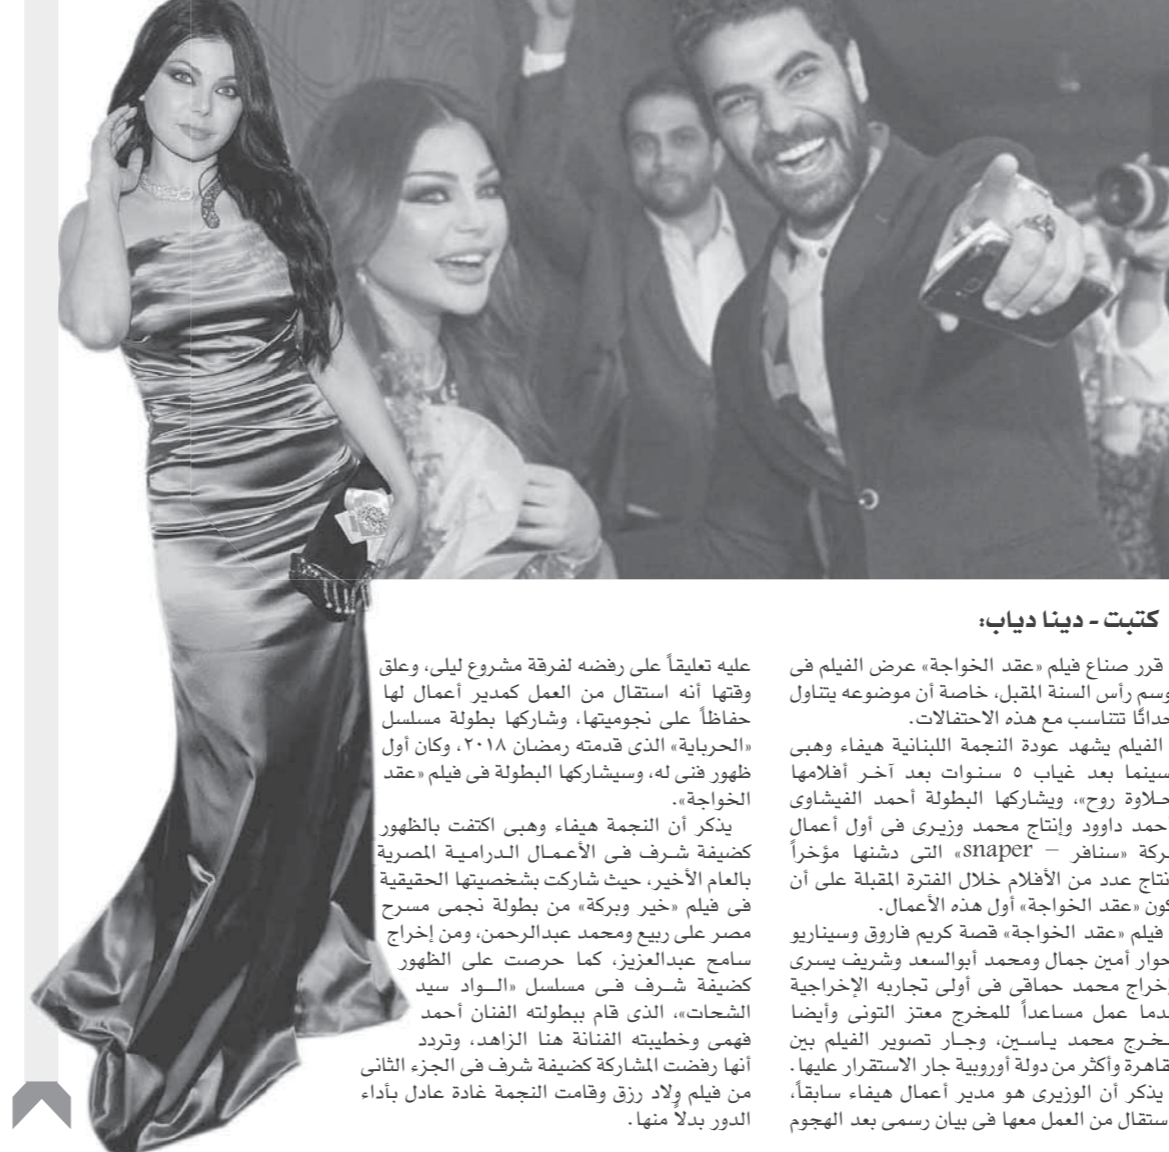 كتبت - دينا دياب:
قرر صناع فيلم «عقد الخواجة» عرض الفيلم فى
وسم رأس السنة المقبل، خاصة أن موضوعه يتناول
حداثًا تتناسب مع هذه الاحتفالات.
الفيلم يشهد عودة النجمة اللبنانية هيفاء وهبى
سينما بعد غياب ٥ سنوات بعد آخر أفلامها
حلاوة روح»، ويشاركها البطولة أحمد الفيشاوى
حمد داوود وإنتاج محمد وزيرى فى أول أعمال
ركة «سنافر – snaper» التى دشنها مؤخراً
نتاج عدد من الأفلام خلال الفترة المقبلة على أن
كون «عقد الخواجة» أول هذه الأعمال.
فيلم «عقد الخواجة» قصة كريم فاروق وسيناريو
حوار أمين جمال ومحمد أبوالسعد وشريف يسرى
إخراج محمد حماقى فى أولى تجاربه الإخراجية
دما عمل مساعداً للمخرج معتز التونى وأيضا
مخرج محمد ياسين، وجار تصوير الفيلم بين
قاهرة وأكثر من دولة أوروبية جار الاستقرار عليها.
يذكر أن الوزيرى هو مدير أعمال هيفاء سابقاً،
ستقال من العمل معها فى بيان رسمى بعد الهجوم
عليه تعليقاً على رفضه لفرقة مشروع ليلى، وعلق
وقتها أنه استقال من العمل كمدير أعمال لها
حفاظاً على نجوميتها، وشاركها بطولة مسلسل
«الحرباية» الذى قدمته رمضان ٢٠١٨، وكان أول
ظهور فنى له، وسيشاركها البطولة فى فيلم «عقد
الخواجة».
يذكر أن النجمة هيفاء وهبى اكتفت بالظهور
كضيفة شرف فى الأعمال الدرامية المصرية
بالعام الأخير، حيث شاركت بشخصيتها الحقيقية
فى فيلم «خير وبركة» من بطولة نجمى مسرح
مصر على ربيع ومحمد عبدالرحمن، ومن إخراج
سامح عبدالعزيز، كما حرصت على الظهور
كضيفة شرف فى مسلسل «الواد سيد
الشحات»، الذى قام ببطولته الفنان أحمد
فهمى وخطيبته الفنانة هنا الزاهد، وتردد
أنها رفضت المشاركة كضيفة شرف فى الجزء الثانى
من فيلم ولاد رزق وقامت النجمة غادة عادل بأداء
الدور بدلاً منها.